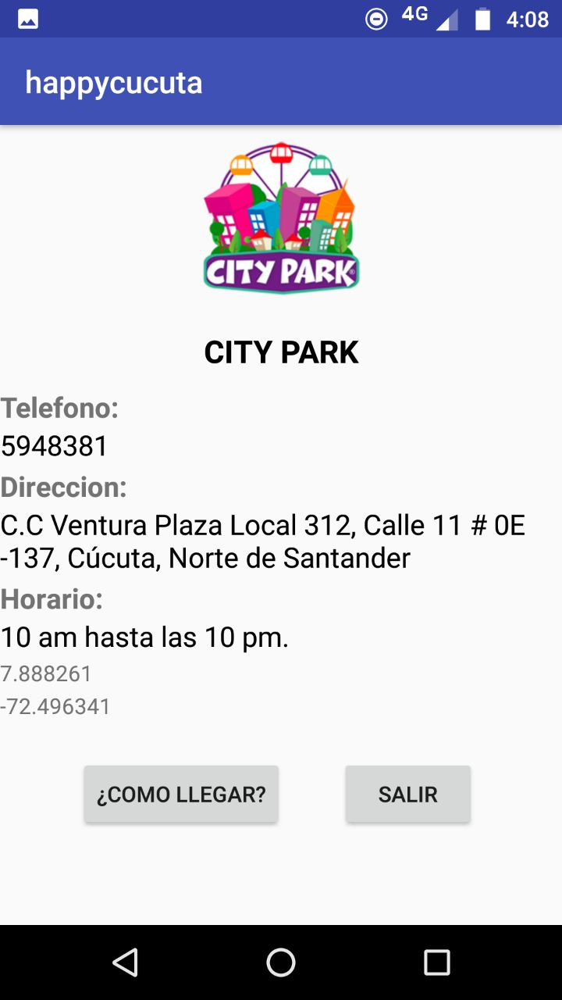 4G 4:08
happycucuta
CITY PARK®
CITY PARK
Telefono:
5948381
Direccion:
C.C Ventura Plaza Local 312, Calle 11 # 0E
-137, Cúcuta, Norte de Santander
Horario:
10 am hasta las 10 pm.
7.888261
-72.496341
¿COMO LLEGAR? SALIR